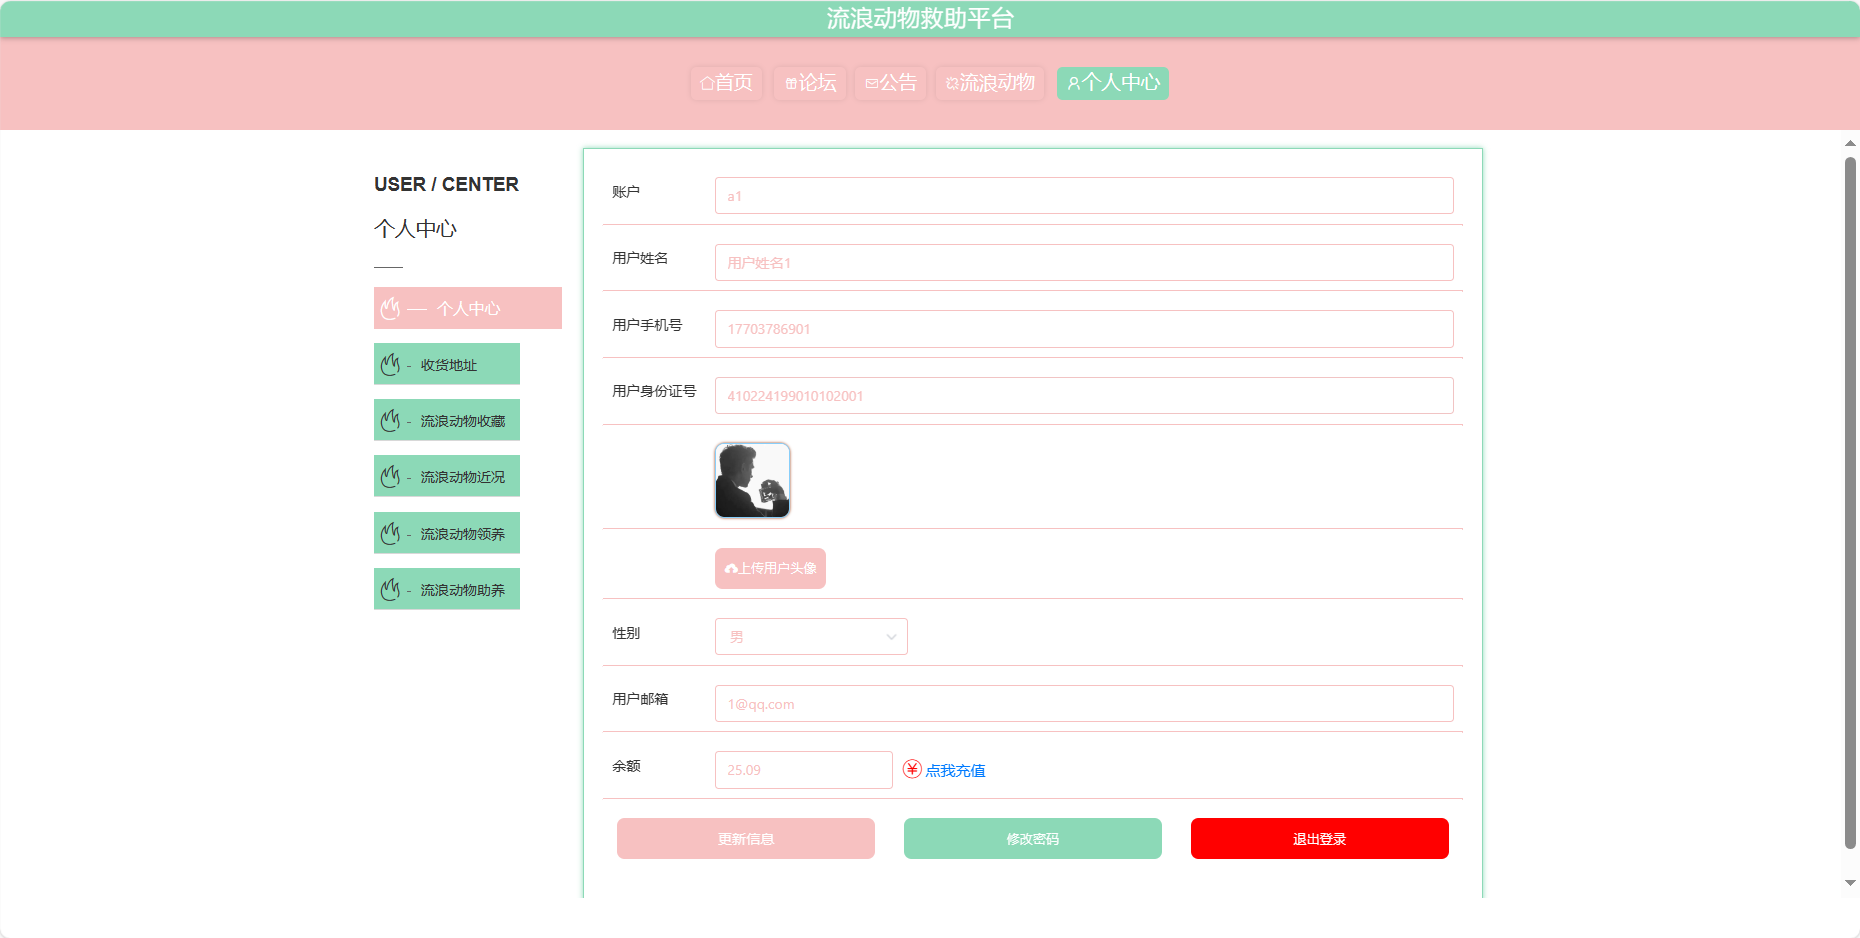 流浪动物救助平台
首页 论坛 公告 流浪动物 个人中心
USER / CENTER
个人中心
个人中心
- 收货地址
- 流浪动物收藏
- 流浪动物近况
- 流浪动物领养
- 流浪动物助养
账户 a1
用户姓名 用户姓名1
用户手机号 17703786901
用户身份证号 410224199010102001
上传用户头像
性别 男
用户邮箱 1@qq.com
余额 25.09 ¥ 点我充值
更新信息 修改密码 退出登录